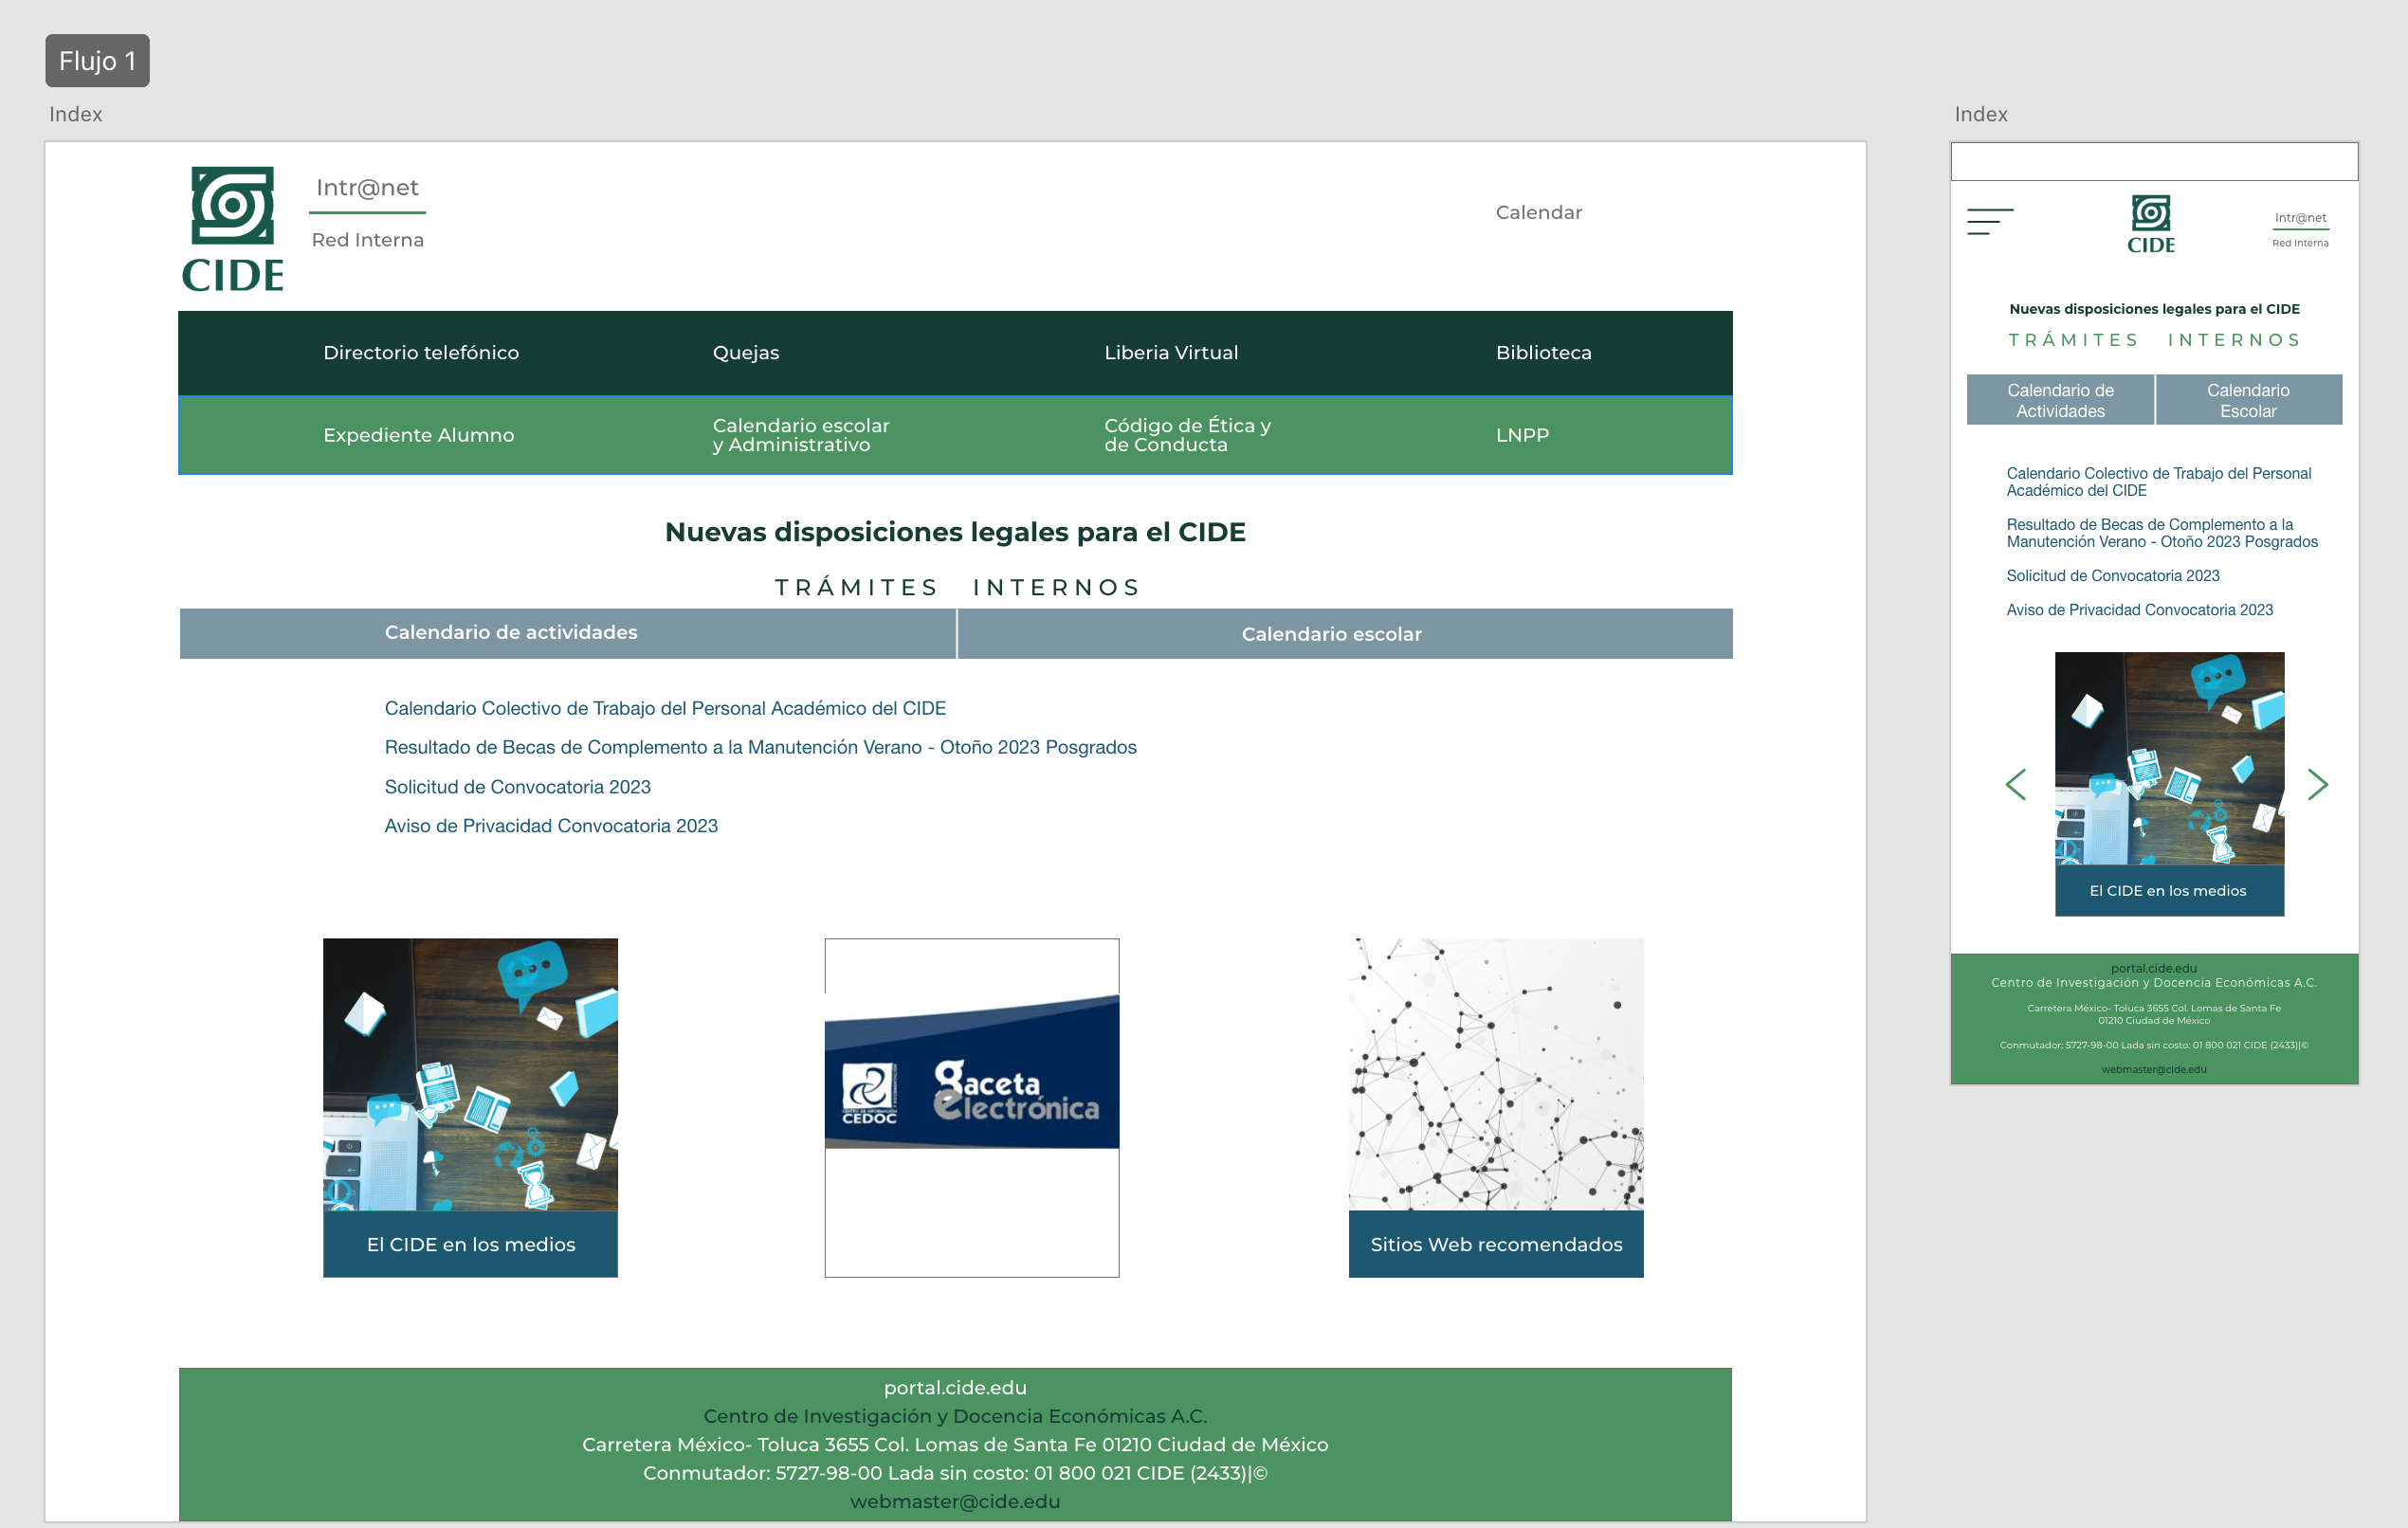 Flujo 1
Index
CIDE
Intr@net
Red Interna
Calendar
Directorio telefónico
Quejas
Liberia Virtual
Biblioteca
Expediente Alumno
Calendario escolar
y Administrativo
Código de Ética y
de Conducta
LNPP
Nuevas disposiciones legales para el CIDE
TRÁMITES INTERNOS
Calendario de actividades
Calendario escolar
Calendario Colectivo de Trabajo del Personal Académico del CIDE
Resultado de Becas de Complemento a la Manutención Verano - Otoño 2023 Posgrados
Solicitud de Convocatoria 2023
Aviso de Privacidad Convocatoria 2023
El CIDE en los medios
CEDOC
gaceta
electrónica
Sitios Web recomendados
portal.cide.edu
Centro de Investigación y Docencia Económicas A.C.
Carretera México- Toluca 3655 Col. Lomas de Santa Fe 01210 Ciudad de México
Conmutador: 5727-98-00 Lada sin costo: 01 800 021 CIDE (2433)|©
webmaster@cide.edu
Index
CIDE
Intr@net
Red Interna
Nuevas disposiciones legales para el CIDE
TRÁMITES INTERNOS
Calendario de
Actividades
Calendario
Escolar
Calendario Colectivo de Trabajo del Personal
Académico del CIDE
Resultado de Becas de Complemento a la
Manutención Verano - Otoño 2023 Posgrados
Solicitud de Convocatoria 2023
Aviso de Privacidad Convocatoria 2023
El CIDE en los medios
portal.cide.edu
Centro de Investigación y Docencia Económicas A.C.
Carretera México- Toluca 3655 Col. Lomas de Santa Fe
01210 Ciudad de México
Conmutador: 5727-98-00 Lada sin costo: 01 800 021 CIDE (2433)|©
webmaster@cide.edu